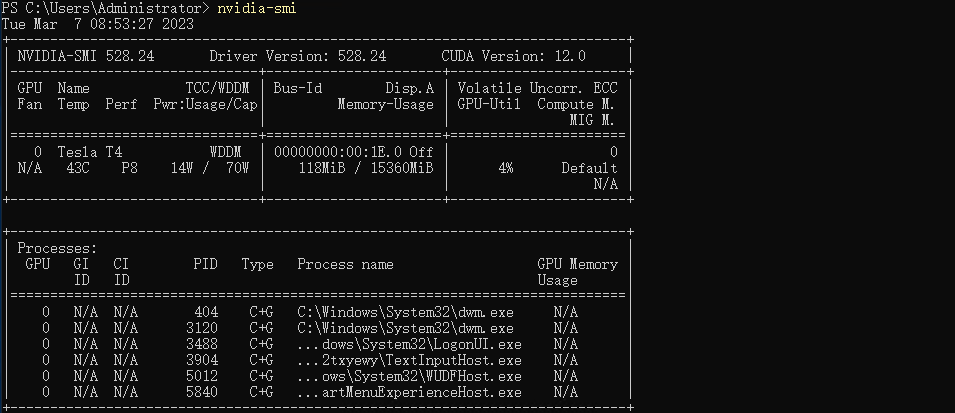 PS C:\Users\Administrator> nvidia-smi
Tue Mar  7 08:53:27 2023
NVIDIA-SMI 528.24       Driver Version: 528.24       CUDA Version: 12.0
GPU  Name            TCC/WDDM | Bus-Id        Disp.A | Volatile Uncorr. ECC
Fan  Temp  Perf  Pwr:Usage/Cap | Memory-Usage | GPU-Util  Compute M.
MIG M.
0  Tesla T4           WDDM | 00000000:00:1E.0 Off | 0
N/A   43C    P8    14W /  70W | 118MiB / 15360MiB | 4%      Default
N/A
Processes:
GPU   GI   CI        PID   Type   Process name                  GPU Memory
ID   ID                                                   Usage
0   N/A  N/A       404    C+G   C:\Windows\System32\dwm.exe     N/A
0   N/A  N/A      3120    C+G   C:\Windows\System32\dwm.exe     N/A
0   N/A  N/A      3488    C+G   ...dows\System32\LogonUI.exe    N/A
0   N/A  N/A      3904    C+G   ...2txyewy\TextInputHost.exe    N/A
0   N/A  N/A      5012    C+G   ...ows\System32\WUDFHost.exe    N/A
0   N/A  N/A      5840    C+G   ...artMenuExperienceHost.exe    N/A